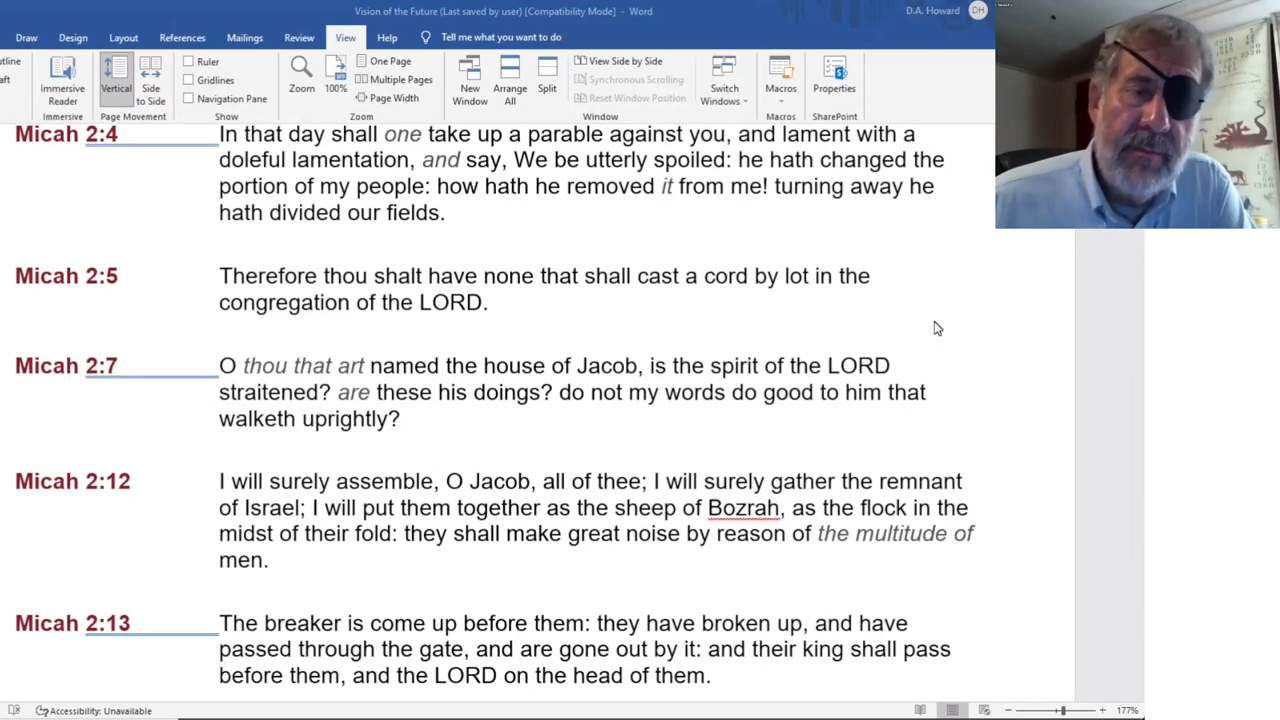 Vision of the Future (Last saved by user) [Compatibility Mode] - Word
D.A. Howard DH
Draw Design Layout References Mailings Review View Help Tell me what you want to do
Immersive Reader
Immersive
Vertical
Side to Side
Page Movement
Ruler
Gridlines
Navigation Pane
Show
Zoom
100%
One Page
Multiple Pages
Page Width
Zoom
New Window
Arrange All
Split
View Side by Side
Synchronous Scrolling
Reset Window Position
Window
Switch Windows
Macros
Macros
Properties
SharePoint
Micah 2:4 In that day shall one take up a parable against you, and lament with a
doleful lamentation, and say, We be utterly spoiled: he hath changed the
portion of my people: how hath he removed it from me! turning away he
hath divided our fields.
Micah 2:5 Therefore thou shalt have none that shall cast a cord by lot in the
congregation of the LORD.
Micah 2:7 O thou that art named the house of Jacob, is the spirit of the LORD
straitened? are these his doings? do not my words do good to him that
walketh uprightly?
Micah 2:12 I will surely assemble, O Jacob, all of thee; I will surely gather the remnant
of Israel; I will put them together as the sheep of Bozrah, as the flock in the
midst of their fold: they shall make great noise by reason of the multitude of
men.
Micah 2:13 The breaker is come up before them: they have broken up, and have
passed through the gate, and are gone out by it: and their king shall pass
before them, and the LORD on the head of them.
Accessibility: Unavailable
177%